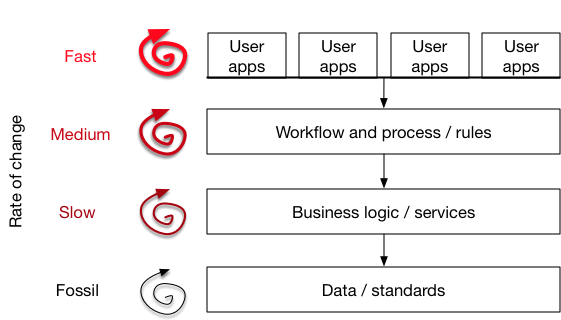 Fast
User
apps
User
apps
User
apps
User
apps
Medium
Workflow and process / rules
Rate of change
Slow
Business logic / services
Fossil
Data / standards